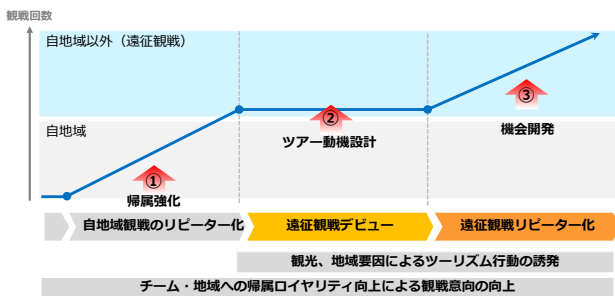 観戦回数
自地域以外（遠征観戦）
③
②
機会開発
自地域
ツアー動機設計
①
帰属強化
自地域観戦のリピーター化
遠征観戦デビュー
遠征観戦リピーター化
観光、地域要因によるツーリズム行動の誘発
チーム・地域への帰属ロイヤリティ向上による観戦意向の向上